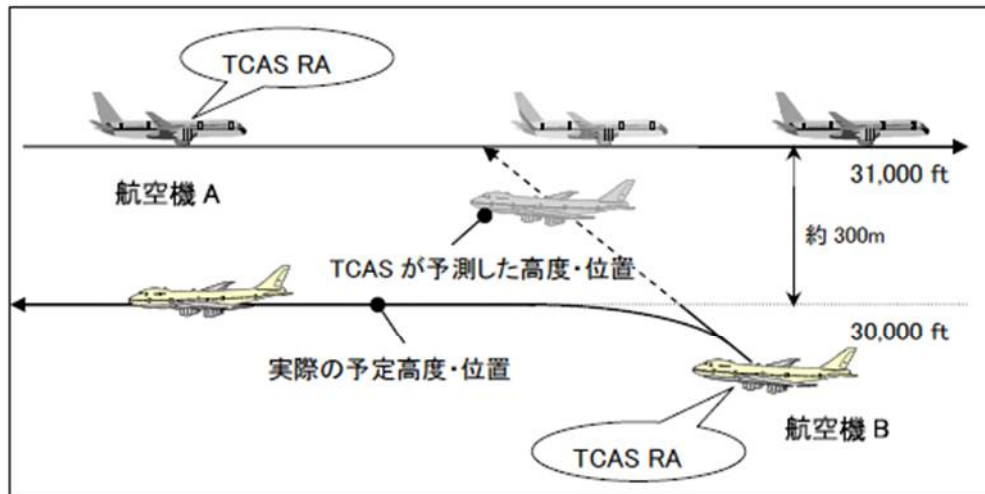 TCAS RA
航空機 A
31,000 ft
約 300m
TCAS が予測した高度・位置
30,000 ft
実際の予定高度・位置
航空機 B
TCAS RA